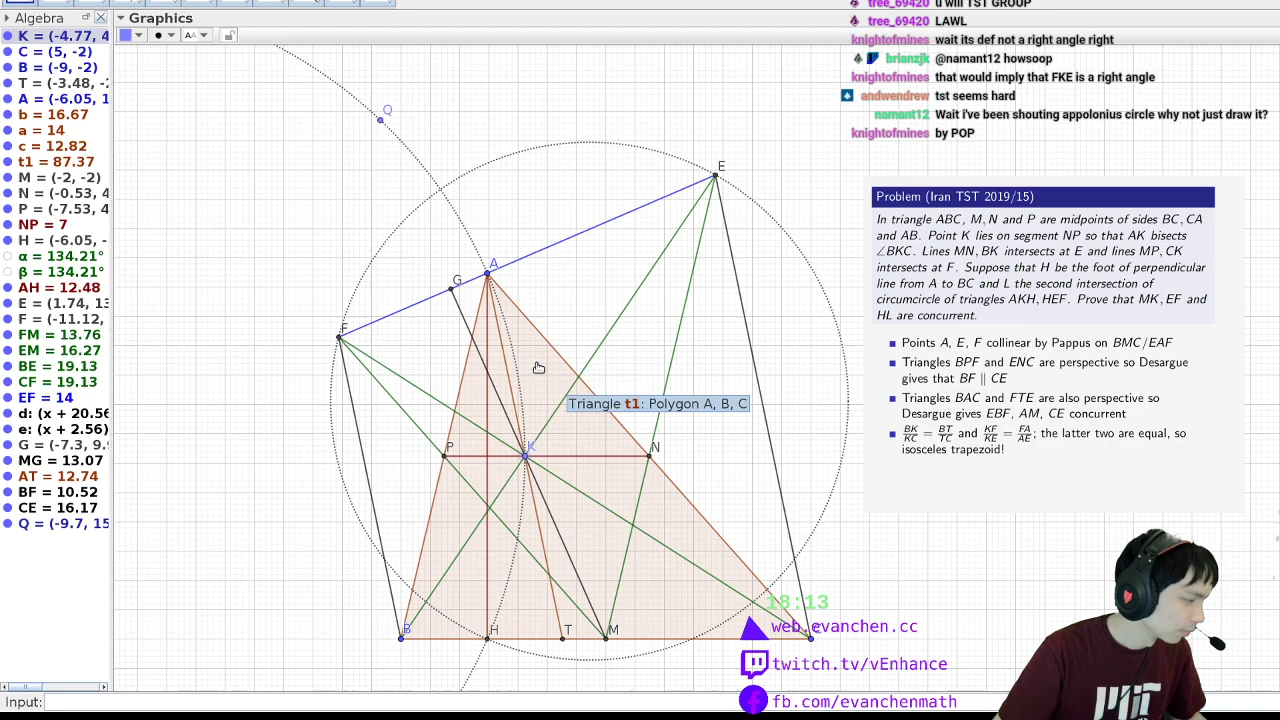 Algebra
Graphics
K = (-4.77, 4
C = (5, -2)
B = (-9, -2)
T = (-3.48, -2
A = (-6.05, 1
b = 16.67
a = 14
c = 12.82
t1 = 87.37
M = (-2, -2)
N = (-0.53, 4
P = (-7.53, 4
NP = 7
H = (-6.05, -
α = 134.21°
β = 134.21°
AH = 12.48
E = (1.74, 13
F = (-11.12,
FM = 13.76
EM = 16.27
BE = 19.13
CF = 19.13
EF = 14
d: (x + 20.56
e: (x + 2.56)
G = (-7.3, 9.9
MG = 13.07
AT = 12.74
BF = 10.52
CE = 16.17
Q = (-9.7, 15
Input:
AA
Q
E
A
G
F
Triangle t1: Polygon A, B, C
P
K
N
B
H
T
M
C
tree_69420 u will TST GROUP
tree_69420 LAWL
knightofmines wait its def not a right angle right
brianzjk @namant12 howsoop
knightofmines that would imply that FKE is a right angle
andwendrew tst seems hard
namant12 Wait i've been shouting appolonius circle why not just draw it?
knightofmines by POP
Problem (Iran TST 2019/15)
In triangle ABC, M, N and P are midpoints of sides BC, CA
and AB. Point K lies on segment NP so that AK bisects
∠BKC. Lines MN, BK intersects at E and lines MP, CK
intersects at F. Suppose that H be the foot of perpendicular
line from A to BC and L the second intersection of
circumcircle of triangles AKH, HEF. Prove that MK, EF and
HL are concurrent.
Points A, E, F collinear by Pappus on BMC/EAF
Triangles BPF and ENC are perspective so Desargue
gives that BF ∥ CE
Triangles BAC and FTE are also perspective so
Desargue gives EBF, AM, CE concurrent
BK/KC = BT/TC and KF/KE = FA/AE; the latter two are equal, so
isosceles trapezoid!
18:13
web.evanchen.cc
twitch.tv/vEnhance
fb.com/evanchenmath
MIT